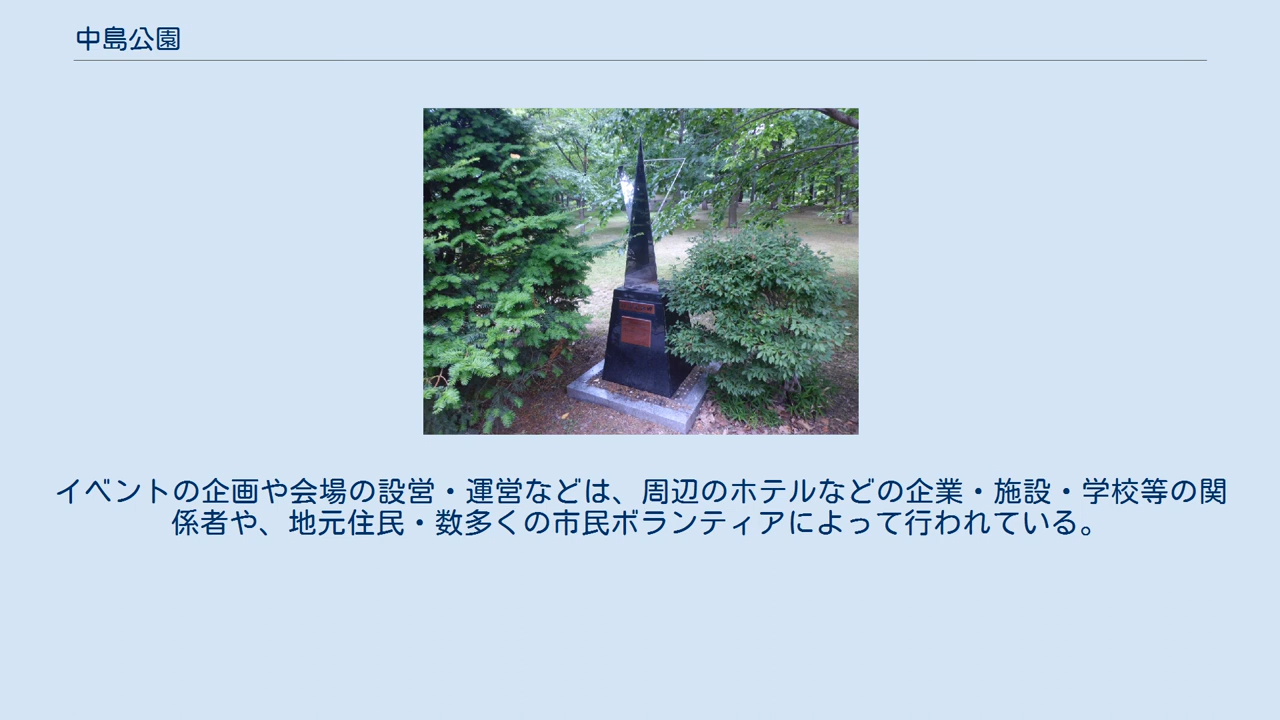 中島公園
イベントの企画や会場の設営・運営などは、周辺のホテルなどの企業・施設・学校等の関
係者や、地元住民・数多くの市民ボランティアによって行われている。